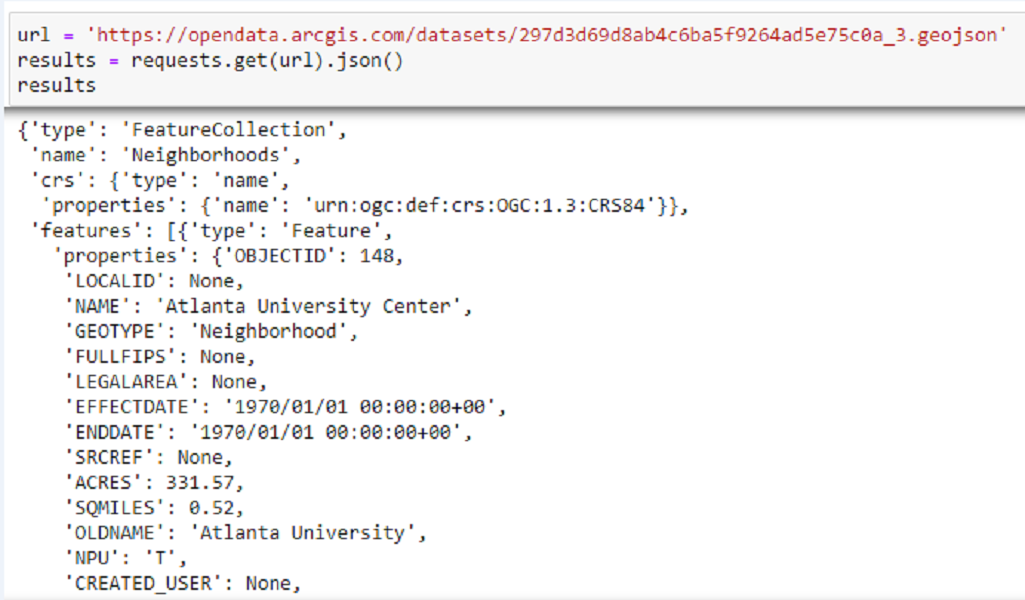 url = 'https://opendata.arcgis.com/datasets/297d3d69d8ab4c6ba5f9264ad5e75c0a_3.geojson'
results = requests.get(url).json()
results
{'type': 'FeatureCollection',
'name': 'Neighborhoods',
'crs': {'type': 'name',
'properties': {'name': 'urn:ogc:def:crs:OGC:1.3:CRS84'}},
'features': [{'type': 'Feature',
'properties': {'OBJECTID': 148,
'LOCALID': None,
'NAME': 'Atlanta University Center',
'GEOTYPE': 'Neighborhood',
'FULLFIPS': None,
'LEGALAREA': None,
'EFFECTDATE': '1970/01/01 00:00:00+00',
'ENDDATE': '1970/01/01 00:00:00+00',
'SRCREF': None,
'ACRES': 331.57,
'SQMILES': 0.52,
'OLDNAME': 'Atlanta University',
'NPU': 'T',
'CREATED_USER': None,